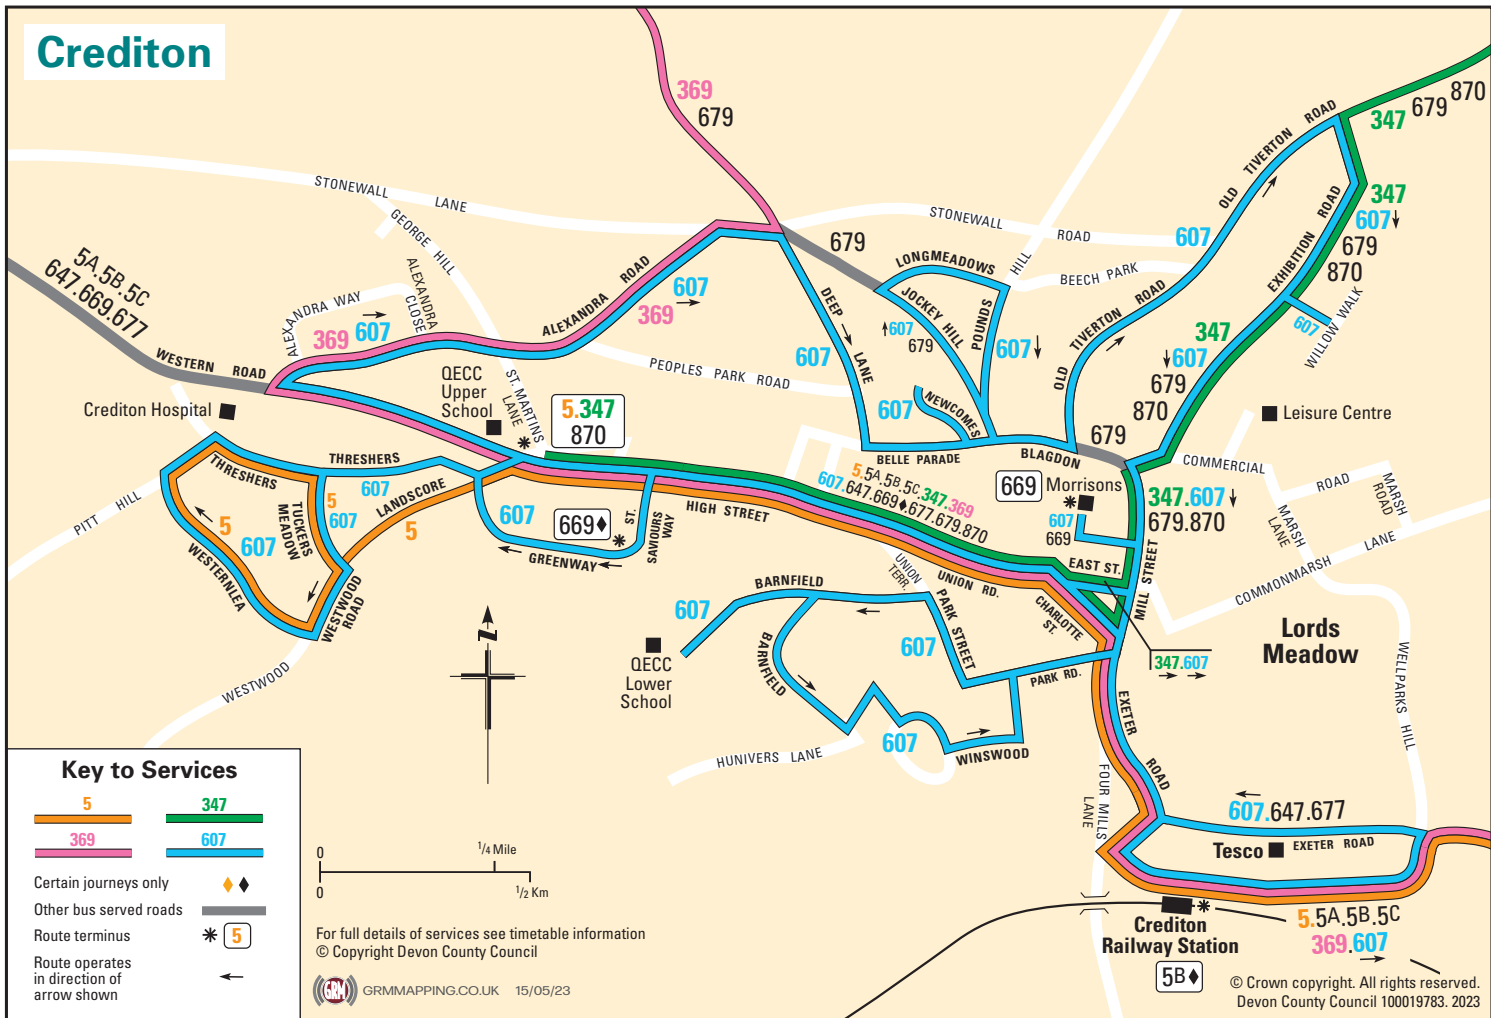 Crediton
369
679
347 679 870
347
607
679
870
OLD TIVERTON ROAD
EXHIBITION ROAD
607
WILLOW WALK
STONEWALL LANE
GEORGE HILL
ALEXANDRA WAY
ALEXANDRA CLOSE
STONEWALL ROAD
679
LONGMEADOWS
HILL
BEECH PARK
607
5A.5B.5C
647.669.677
WESTERN ROAD
369 607
ALEXANDRA ROAD
369 607
DEEP LANE
607
JOCKEY HILL
607
679
POUNDS
607
OLD TIVERTON ROAD
347
607
679
870
PEOPLES PARK ROAD
ST. MARTINS LANE
QECC
Upper
School
5.347
870
Crediton Hospital
607
NEWCOMES
BELLE PARADE
BLAGDON
679
Leisure Centre
COMMERCIAL ROAD
MARSH ROAD
MARSH LANE
COMMONMARSH LANE
THRESHERS
THRESHERS
607
LANDSCORE
5
5
607
TUCKERS MEADOW
5
607
WESTERNLEA
WESTWOOD ROAD
WESTWOOD
PITT HILL
607
669♦
GREENWAY
ST. SAVIOURS WAY
HIGH STREET
5.5A.5B.5C.347.369
607.647.669♦677.679.870
669
Morrisons
607
669
347.607
679.870
EAST ST.
MILL STREET
UNION TERR.
UNION RD.
CHARLOTTE ST.
347.607
Lords
Meadow
WELLPARKS HILL
BARNFIELD
607
PARK STREET
607
PARK RD.
BARNFIELD
QECC
Lower
School
N
HUNIVERS LANE
607
WINSWOOD
EXETER ROAD
FOUR MILLS LANE
607.647.677
Tesco
EXETER ROAD
Crediton
Railway Station
5B♦
5.5A.5B.5C
369.607
Key to Services
5
347
369
607
Certain journeys only
Other bus served roads
Route terminus
5
Route operates
in direction of
arrow shown
0
1/4 Mile
0
1/2 Km
For full details of services see timetable information
© Copyright Devon County Council
GRM
GRMMAPPING.CO.UK 15/05/23
© Crown copyright. All rights reserved.
Devon County Council 100019783. 2023